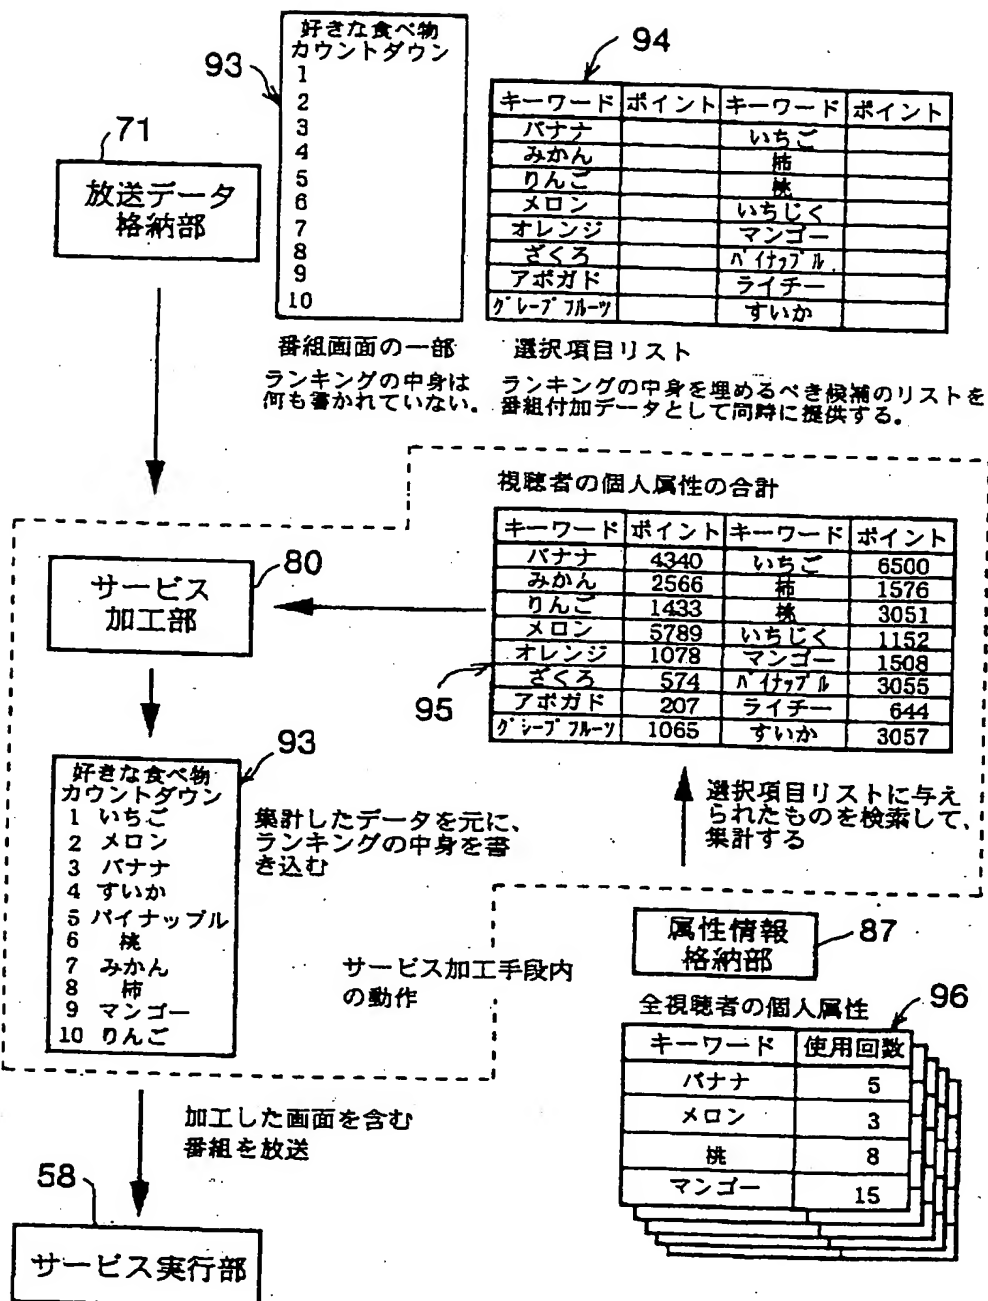 93
好きな食べ物
カウントダウン
1
2
3
4
5
6
7
8
9
10
番組画面の一部
ランキングの中身は
何も書かれていない。
94
キーワード ポイント キーワード ポイント
バナナ いちご
みかん 柿
りんご 桃
メロン いちじく
オレンジ マンゴー
ざくろ パイナップル
アボガド ライチー
グレープフルーツ すいか
選択項目リスト
ランキングの中身を埋めるべき候補のリストを
番組付加データとして同時に提供する。
71
放送データ
格納部
視聴者の個人属性の合計
キーワード ポイント キーワード ポイント
バナナ 4340 いちご 6500
みかん 2566 柿 1576
りんご 1433 桃 3051
メロン 5789 いちじく 1152
オレンジ 1078 マンゴー 1508
ざくろ 574 パイナップル 3055
アボガド 207 ライチー 644
グレープフルーツ 1065 すいか 3057
95
80
サービス
加工部
93
好きな食べ物
カウントダウン
1 いちご
2 メロン
3 バナナ
4 すいか
5 パイナップル
6 桃
7 みかん
8 柿
9 マンゴー
10 りんご
集計したデータを元に、
ランキングの中身を書
き込む
選択項目リストに与え
られたものを検索して、
集計する
サービス加工手段内
の動作
属性情報
格納部
87
全視聴者の個人属性
96
キーワード 使用回数
バナナ 5
メロン 3
桃 8
マンゴー 15
加工した画面を含む
番組を放送
58
サービス実行部